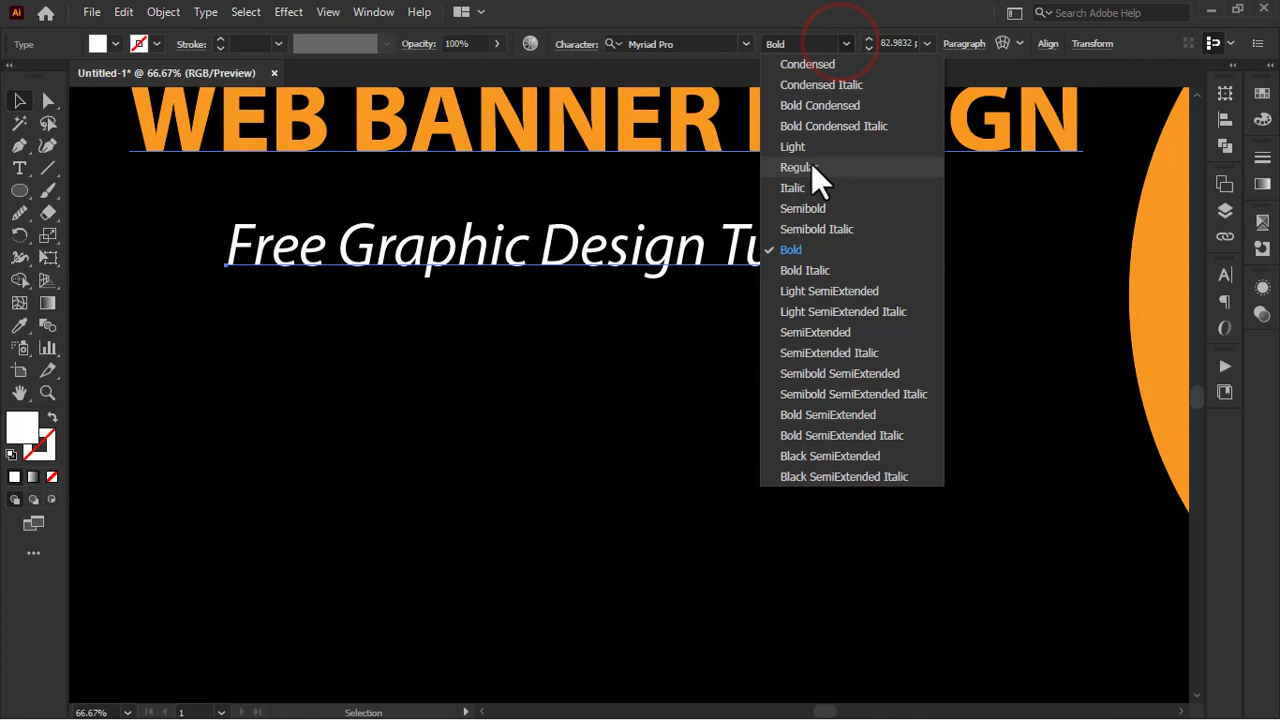 Ai File Edit Object Type Select Effect View Window Help Search Adobe Help
Type Stroke: Opacity: 100% Character: Myriad Pro Bold 82.9832 p Paragraph Align Transform
Untitled-1* @ 66.67% (RGB/Preview) ×
WEB BANNER GN
Free Graphic Design Tu
Condensed
Condensed Italic
Bold Condensed
Bold Condensed Italic
Light
Regular
Italic
Semibold
Semibold Italic
Bold
Bold Italic
Light SemiExtended
Light SemiExtended Italic
SemiExtended
SemiExtended Italic
Semibold SemiExtended
Semibold SemiExtended Italic
Bold SemiExtended
Bold SemiExtended Italic
Black SemiExtended
Black SemiExtended Italic
66.67% 1 Selection